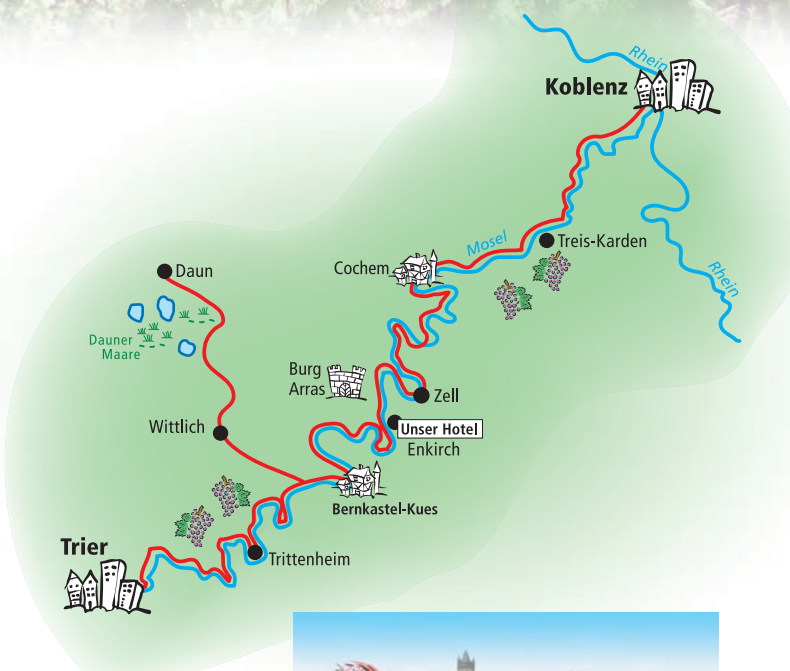 Rhein
Koblenz
Mosel
Treis-Karden
Cochem
Rhein
Daun
Dauner
Maare
Burg
Arras
Zell
Wittlich
Unser Hotel
Enkirch
Bernkastel-Kues
Trier
Trittenheim